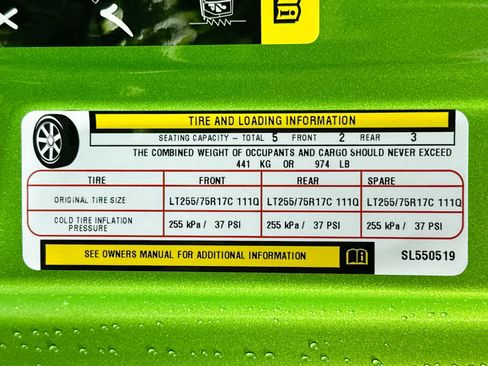 TIRE AND LOADING INFORMATION
SEATING CAPACITY - TOTAL 5 FRONT 2 REAR 3
THE COMBINED WEIGHT OF OCCUPANTS AND CARGO SHOULD NEVER EXCEED
441 KG OR 974 LB
TIRE FRONT REAR SPARE
ORIGINAL TIRE SIZE LT255/75R17C 111Q LT255/75R17C 111Q LT255/75R17C 111Q
COLD TIRE INFLATION PRESSURE 255 kPa / 37 PSI 255 kPa / 37 PSI 255 kPa / 37 PSI
SEE OWNERS MANUAL FOR ADDITIONAL INFORMATION SL550519